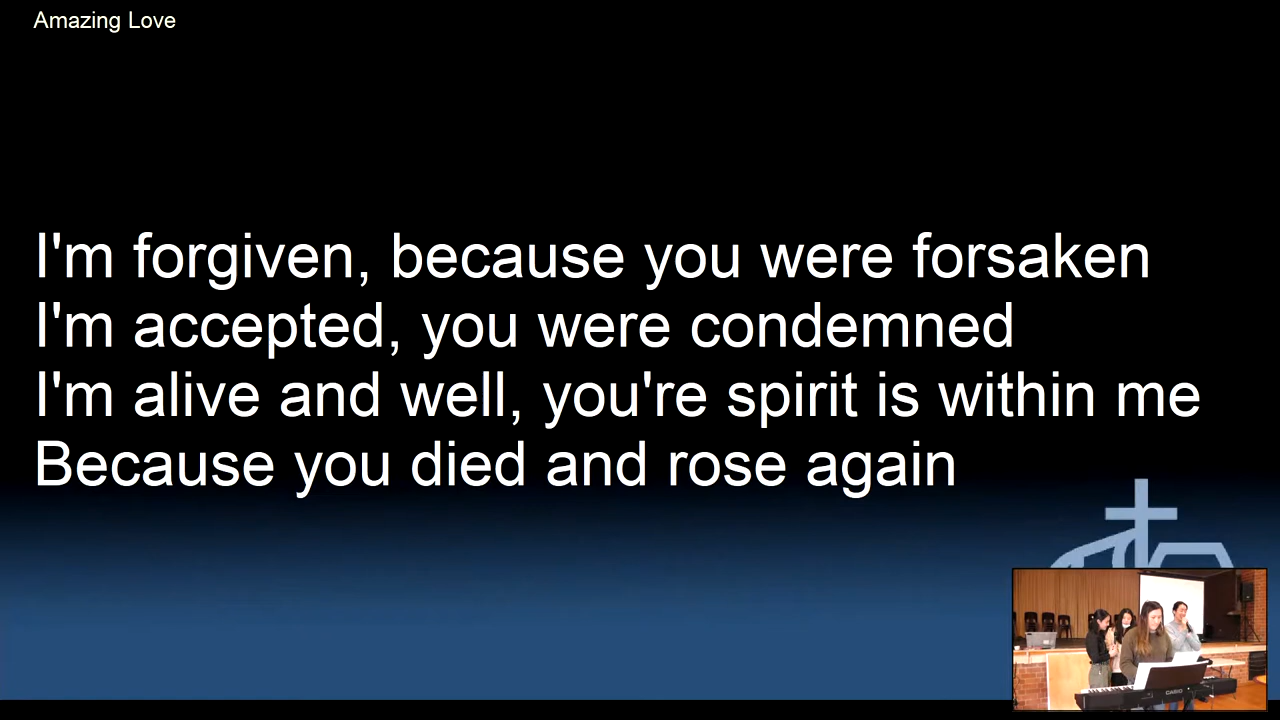 Amazing Love
I'm forgiven, because you were forsaken
I'm accepted, you were condemned
I'm alive and well, you're spirit is within me
Because you died and rose again
CASIO